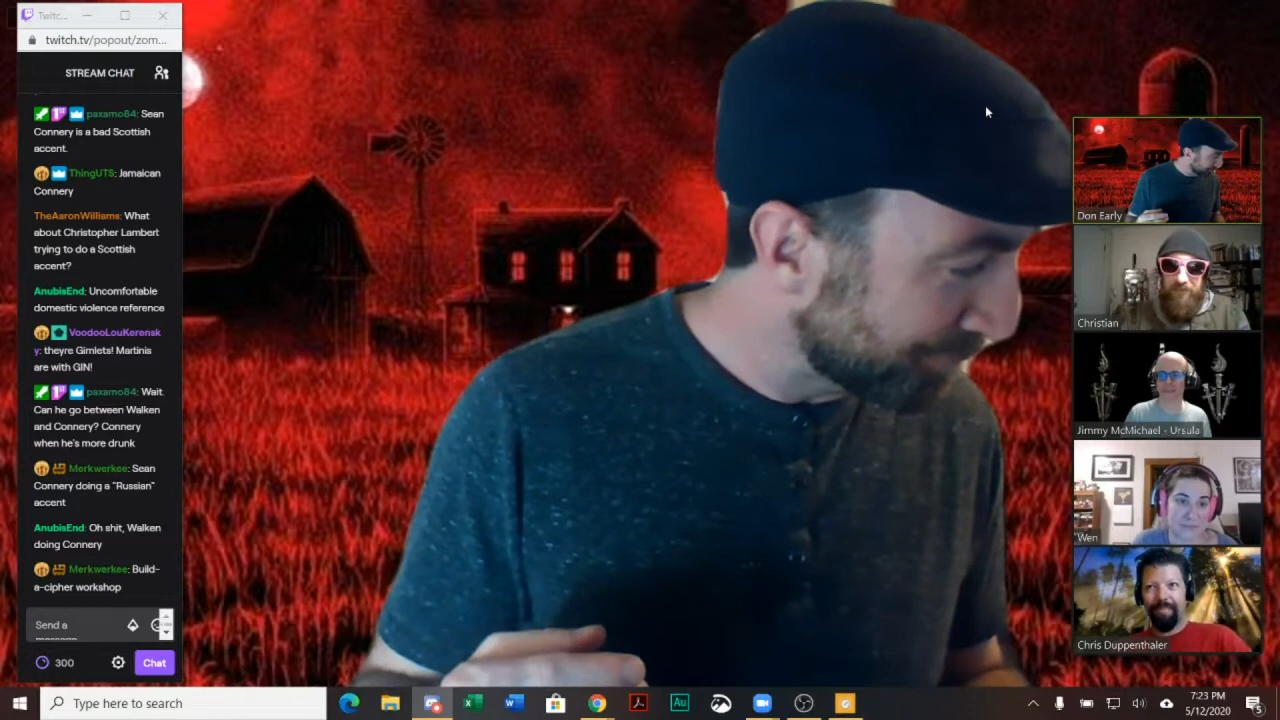 Twitc...
twitch.tv/popout/zom...
STREAM CHAT
paxamo84: Sean
Connery is a bad Scottish
accent.
ThingUTS: Jamaican
Connery
TheAaronWilliams: What
about Christopher Lambert
trying to do a Scottish
accent?
AnubisEnd: Uncomfortable
domestic violence reference
VoodooLouKerensk
y: theyre Gimlets! Martinis
are with GIN!
paxamo84: Wait.
Can he go between Walken
and Connery? Connery
when he's more drunk
Merkwerkee: Sean
Connery doing a "Russian"
accent
AnubisEnd: Oh shit, Walken
doing Connery
Merkwerkee: Build-
a-cipher workshop
Send a
message
300
Chat
Don Early
Christian
Jimmy McMichael - Ursula
"Wen
Chris Duppenthaler
Type here to search
Au
7:23 PM
5/12/2020
5